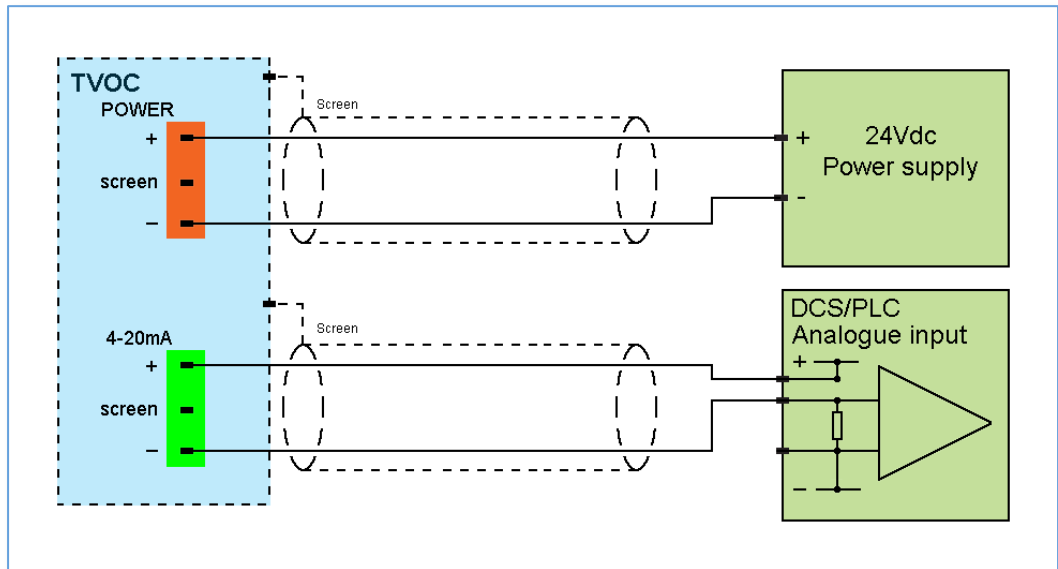 TVOC
POWER
+
screen
−
Screen
24Vdc
Power supply
+
-
4-20mA
+
screen
−
Screen
DCS/PLC
Analogue input
+
−